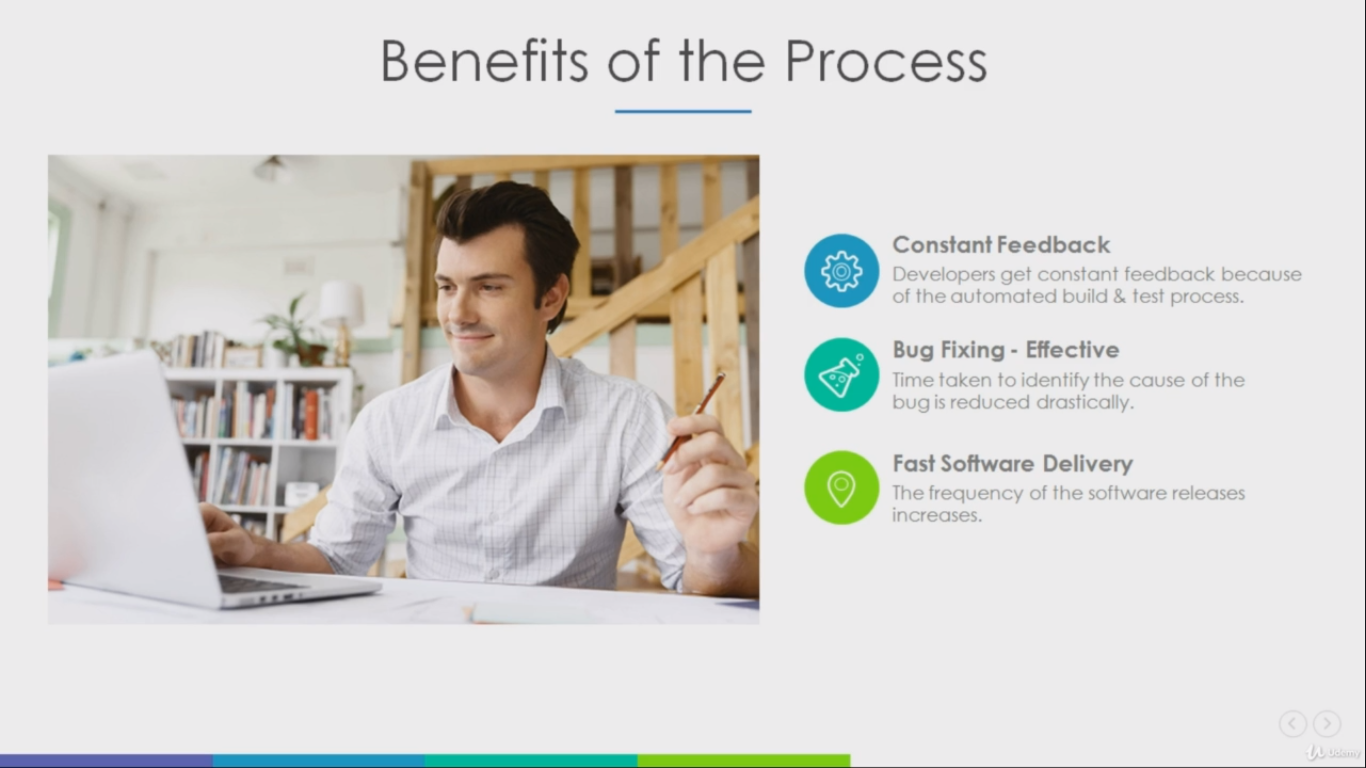 Benefits of the Process
Constant Feedback
Developers get constant feedback because
of the automated build & test process.
Bug Fixing - Effective
Time taken to identify the cause of the
bug is reduced drastically.
Fast Software Delivery
The frequency of the software releases
increases.
Udemy